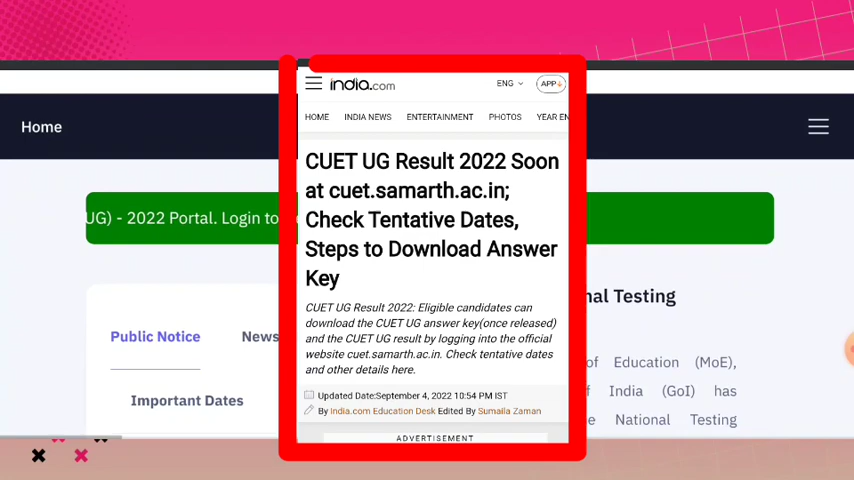 Home
india.com
ENG
APP
HOME INDIA NEWS ENTERTAINMENT PHOTOS YEAR EN
CUET UG Result 2022 Soon
at cuet.samarth.ac.in;
Check Tentative Dates,
Steps to Download Answer
Key
CUET UG Result 2022: Eligible candidates can
download the CUET UG answer key(once released)
and the CUET UG result by logging into the official
website cuet.samarth.ac.in. Check tentative dates
and other details here.
Updated Date:September 4, 2022 10:54 PM IST
By India.com Education Desk Edited By Sumaila Zaman
ADVERTISEMENT
UG) - 2022 Portal. Login to
Public Notice
News
Important Dates
nal Testing
of Education (MoE),
India (GoI) has
National Testing